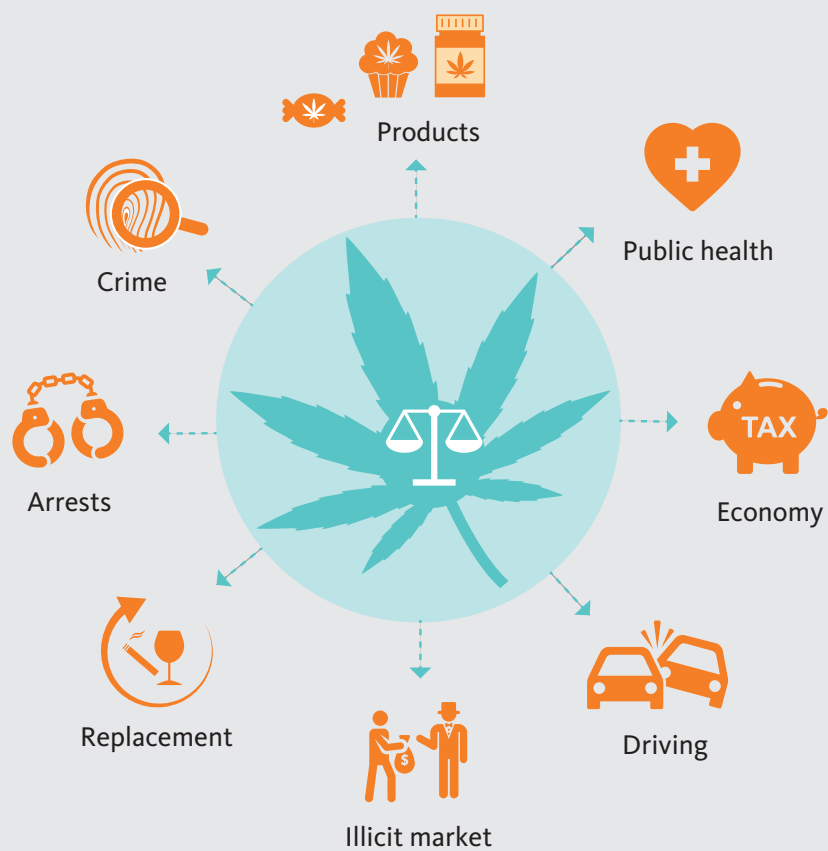 Products
Public health
Crime
TAX
Arrests
Economy
Replacement
$
Driving
Illicit market